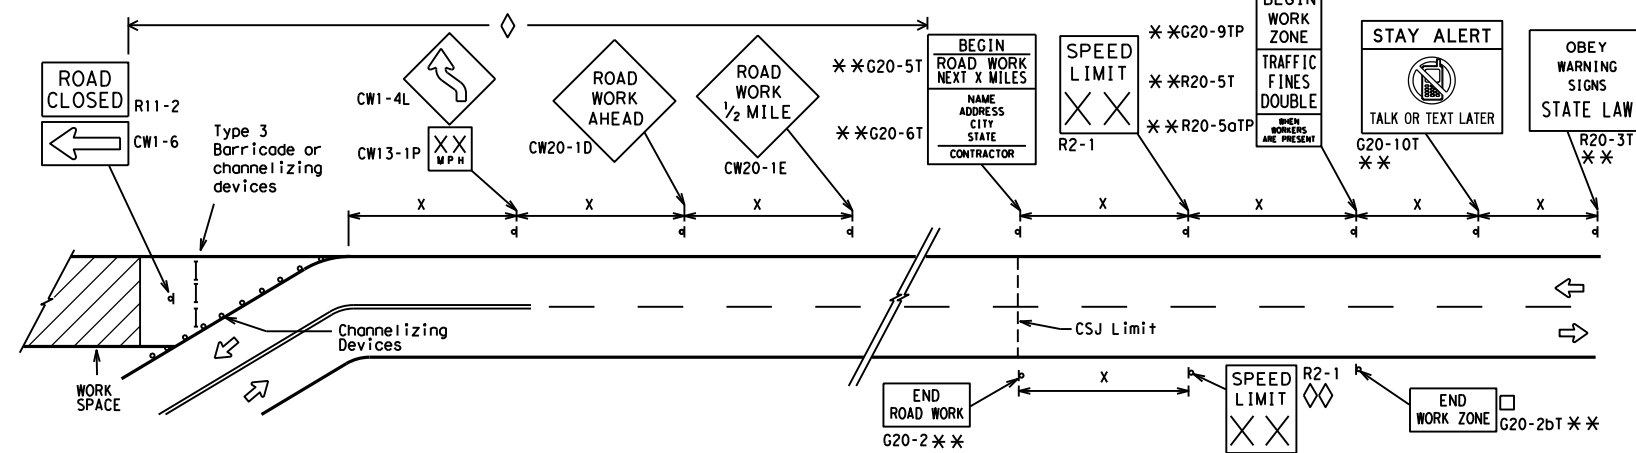 ROAD
CLOSED
R11-2
CW1-6
Type 3
Barricade or
channelizing
devices
CW1-4L
CW13-1P
XX
MPH
ROAD
WORK
AHEAD
CW20-1D
ROAD
WORK
1/2 MILE
CW20-1E
**G20-5T
**G20-6T
BEGIN
ROAD WORK
NEXT X MILES
NAME
ADDRESS
CITY
STATE
CONTRACTOR
SPEED
LIMIT
XX
R2-1
**G20-9TP
**R20-5T
**R20-5aTP
BEGIN
WORK
ZONE
TRAFFIC
FINES
DOUBLE
WHEN
WORKERS
ARE PRESENT
STAY ALERT
TALK OR TEXT LATER
G20-10T
**
OBEY
WARNING
SIGNS
STATE LAW
R20-3T
**
X
X
X
X
X
X
X
Channelizing
Devices
WORK
SPACE
CSJ Limit
END
ROAD WORK
G20-2 **
X
SPEED
LIMIT
XX
R2-1
END
WORK ZONE
G20-2bT **